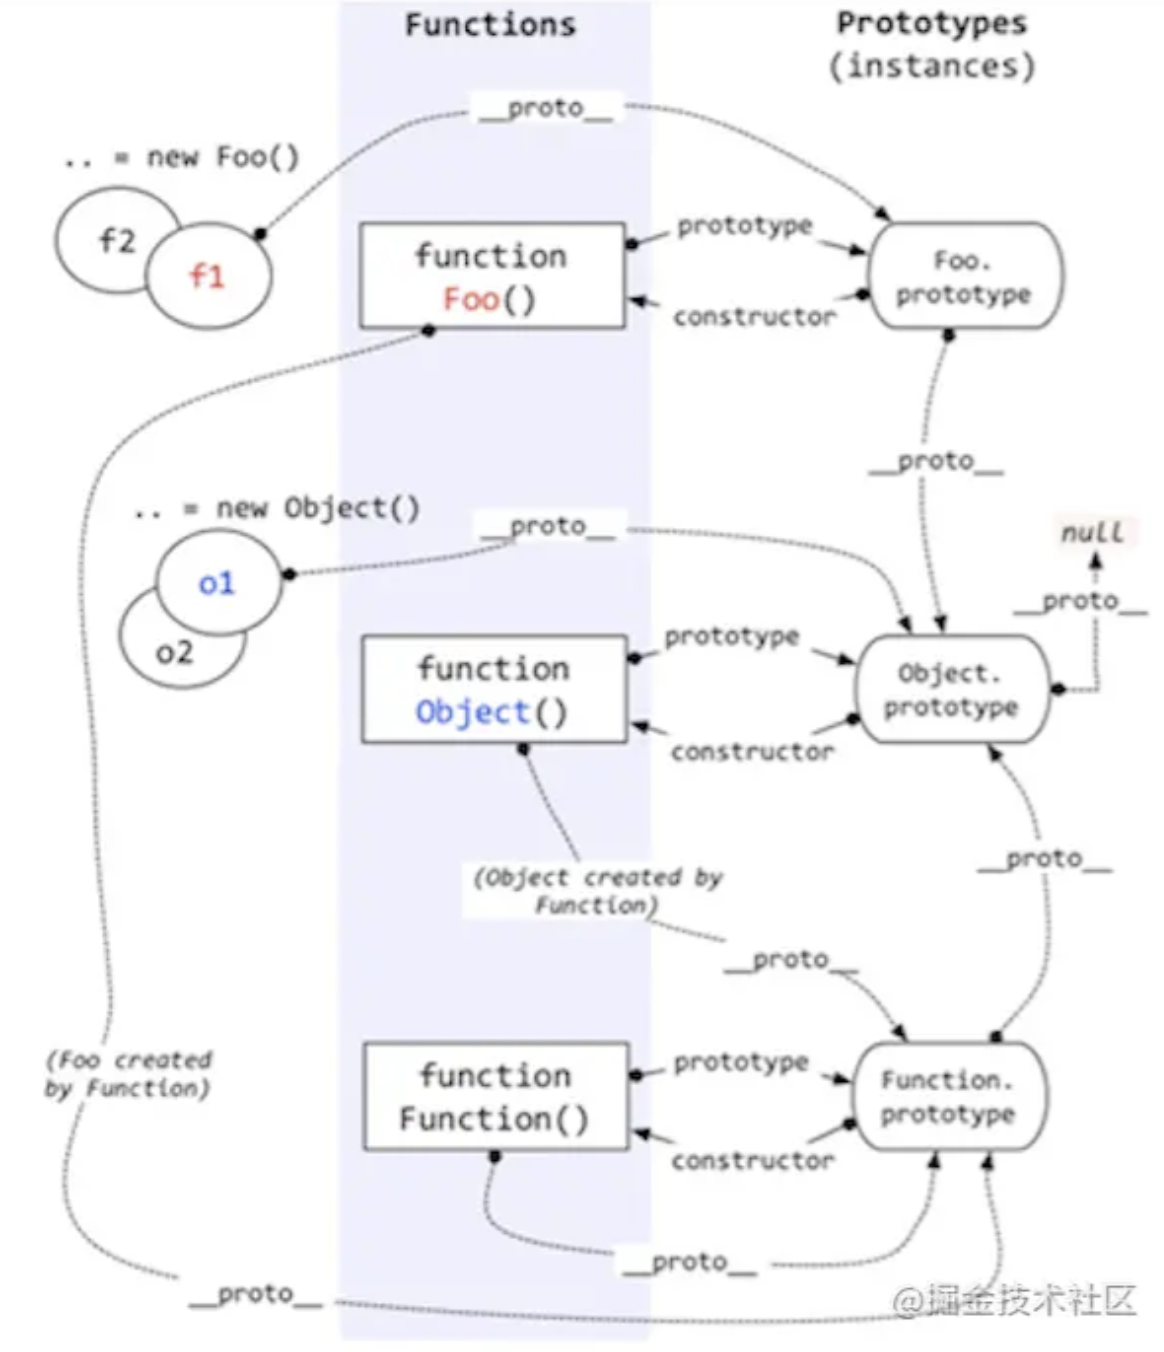 Functions
Prototypes
(instances)
__proto__
.. = new Foo()
f2
f1
function
Foo()
prototype
constructor
Foo.
prototype
__proto__
.. = new Object()
__proto__
null
__proto__
o1
o2
function
Object()
prototype
constructor
Object.
prototype
(Object created by
Function)
__proto__
__proto__
(Foo created
by Function)
function
Function()
prototype
constructor
Function.
prototype
__proto__
__proto__
@掘金技术社区